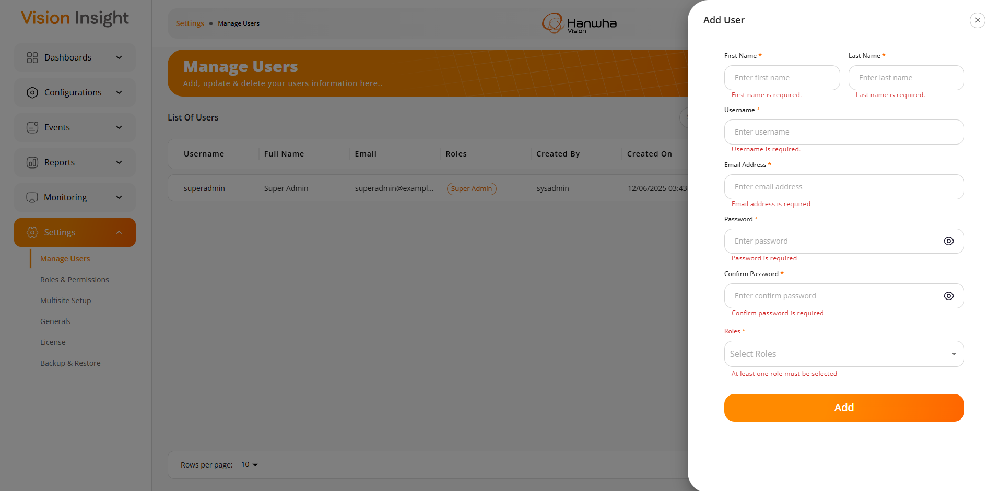 Vision Insight
Dashboards
Configurations
Events
Reports
Monitoring
Settings
Manage Users
Roles & Permissions
Multisite Setup
Generals
License
Backup & Restore
Settings • Manage Users
Hanwha
Vision
Manage Users
Add, update & delete your users information here..
List Of Users
Username Full Name Email Roles Created By Created On
superadmin Super Admin superadmin@exampl... Super Admin sysadmin 12/06/2025 03:43
Rows per page: 10
Add User
First Name * Last Name *
Enter first name Enter last name
First name is required. Last name is required.
Username *
Enter username
Username is required.
Email Address *
Enter email address
Email address is required
Password *
Enter password
Password is required
Confirm Password *
Enter confirm password
Confirm password is required
Roles *
Select Roles
At least one role must be selected
Add